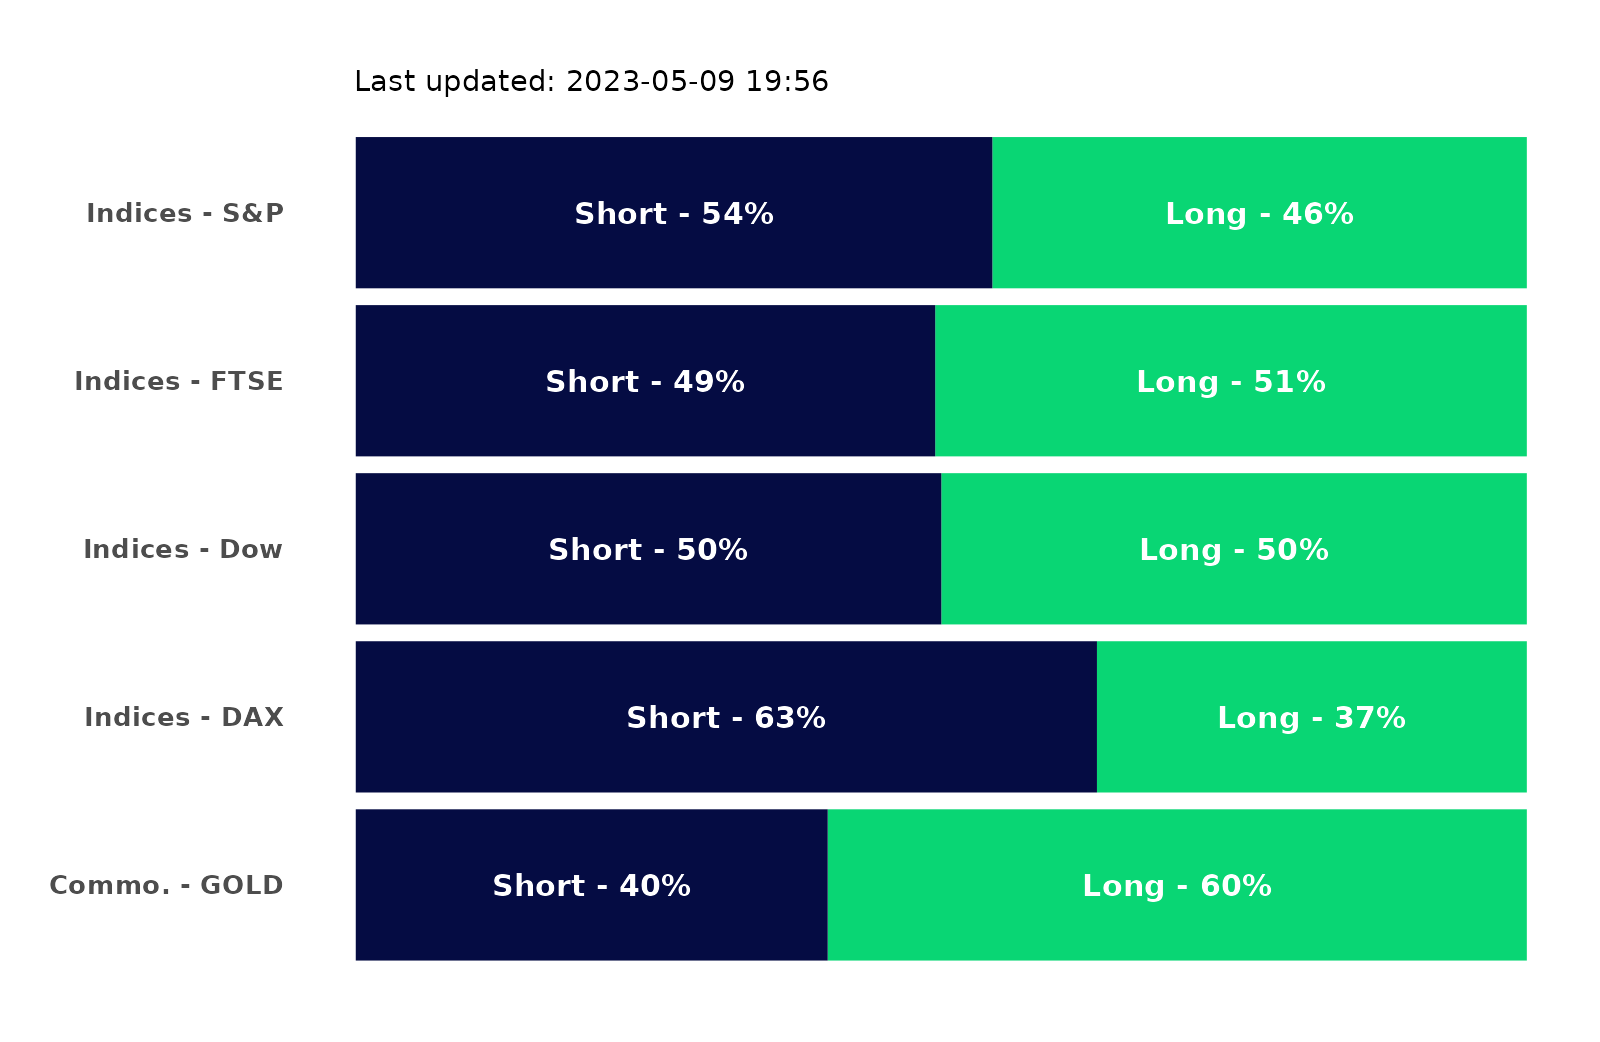 Last updated: 2023-05-09 19:56
Indices - S&P Short - 54% Long - 46%
Indices - FTSE Short - 49% Long - 51%
Indices - Dow Short - 50% Long - 50%
Indices - DAX Short - 63% Long - 37%
Commo. - GOLD Short - 40% Long - 60%